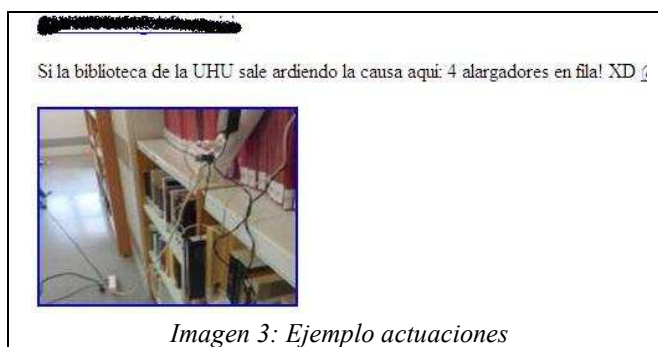 Si la biblioteca de la UHU sale ardiendo la causa aquí: 4 alargadores en fila! XD
Imagen 3: Ejemplo actuaciones